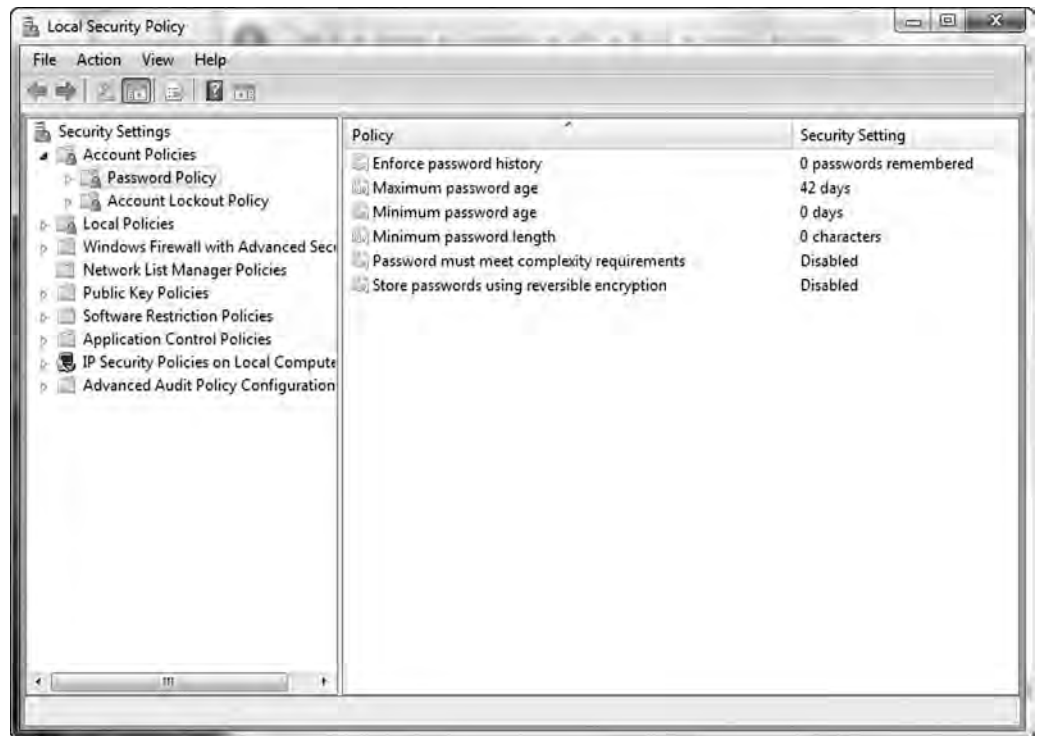 Local Security Policy
File Action View Help
Security Settings
Account Policies
Password Policy
Account Lockout Policy
Local Policies
Windows Firewall with Advanced Secu
Network List Manager Policies
Public Key Policies
Software Restriction Policies
Application Control Policies
IP Security Policies on Local Compute
Advanced Audit Policy Configuration
Policy Security Setting
Enforce password history 0 passwords remembered
Maximum password age 42 days
Minimum password age 0 days
Minimum password length 0 characters
Password must meet complexity requirements Disabled
Store passwords using reversible encryption Disabled